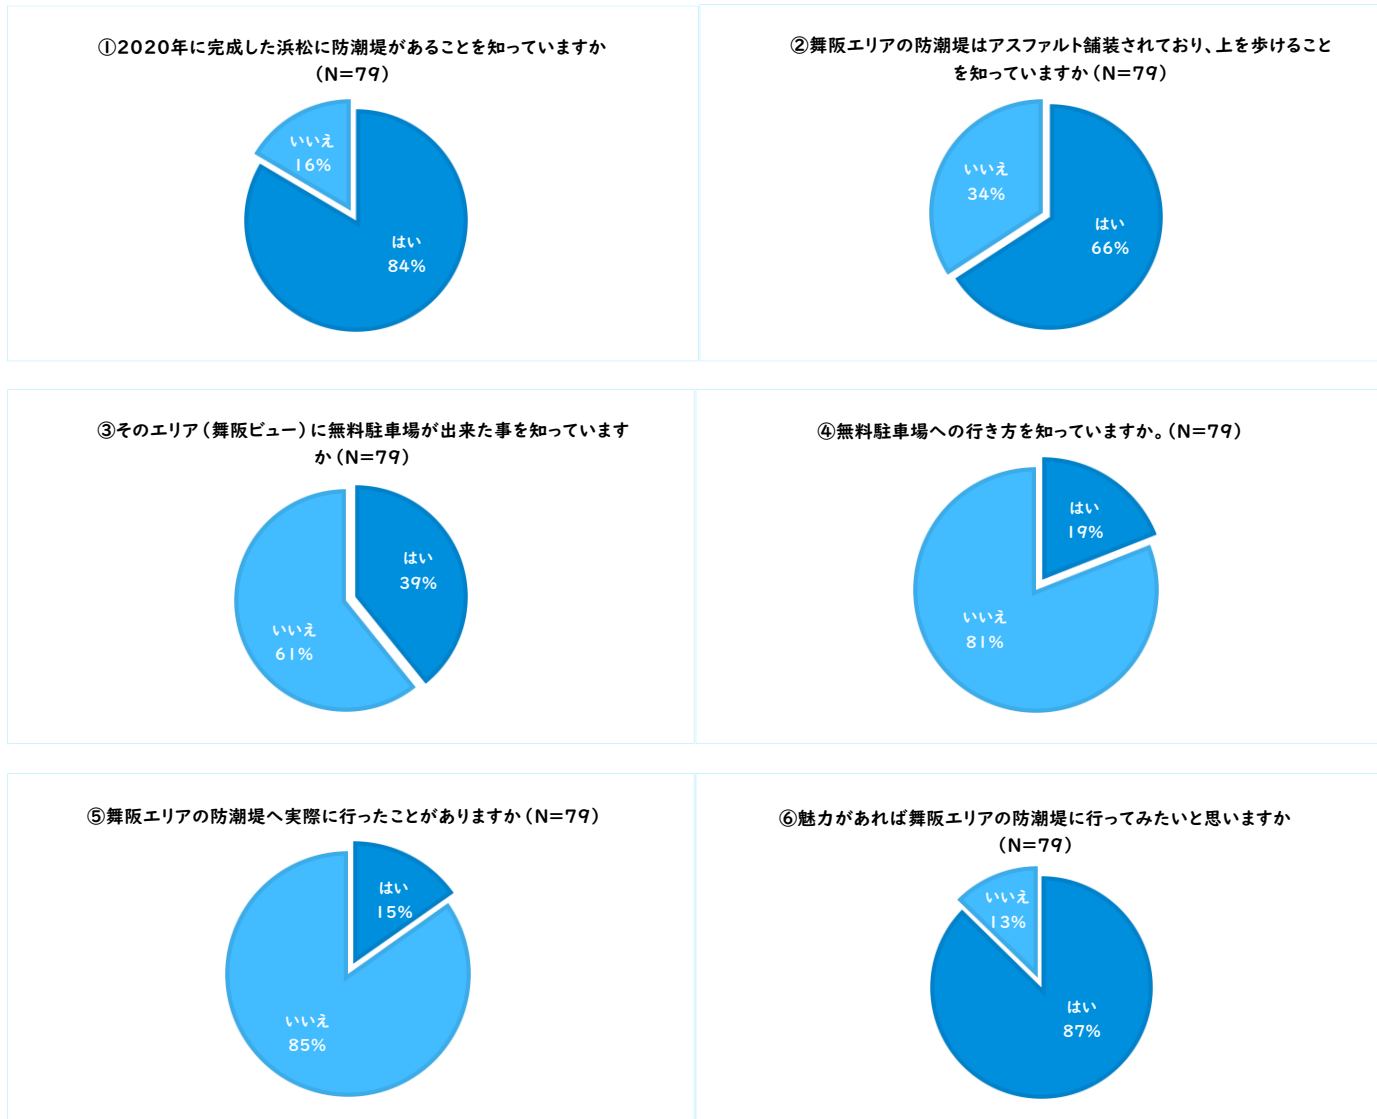 ①2020年に完成した浜松に防潮堤があることを知っていますか
(N=79)
いいえ
16%
はい
84%
②舞阪エリアの防潮堤はアスファルト舗装されており、上を歩けること
を知っていますか(N=79)
いいえ
34%
はい
66%
③そのエリア(舞阪ビュー)に無料駐車場が出来た事を知っています
か(N=79)
はい
39%
いいえ
61%
④無料駐車場への行き方を知っていますか。(N=79)
はい
19%
いいえ
81%
⑤舞阪エリアの防潮堤へ実際に行ったことがありますか(N=79)
はい
15%
いいえ
85%
⑥魅力があれば舞阪エリアの防潮堤に行ってみたいと思いますか
(N=79)
いいえ
13%
はい
87%